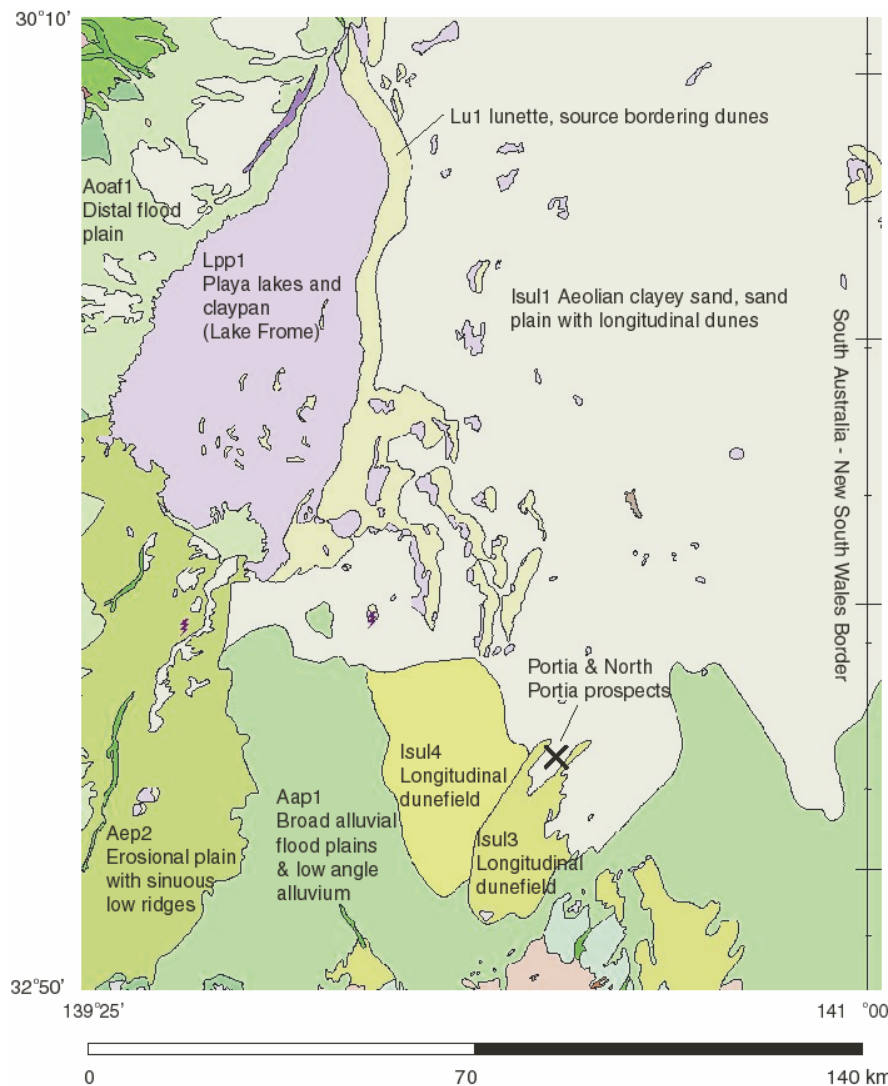 30°10’
Lu1 lunette, source bordering dunes
Aoaf1
Distal flood
plain
Lpp1
Playa lakes and
claypan
(Lake Frome)
Isul1 Aeolian clayey sand, sand
plain with longitudinal dunes
South Australia - New South Wales Border
Portia & North
Portia prospects
Isul4
Longitudinal
dunefield
Aap1
Broad alluvial
flood plains
& low angle
alluvium
Isul3
Longitudinal
dunefield
Aep2
Erosional plain
with sinuous
low ridges
32°50’
139°25’
141 °00
0
70
140 km